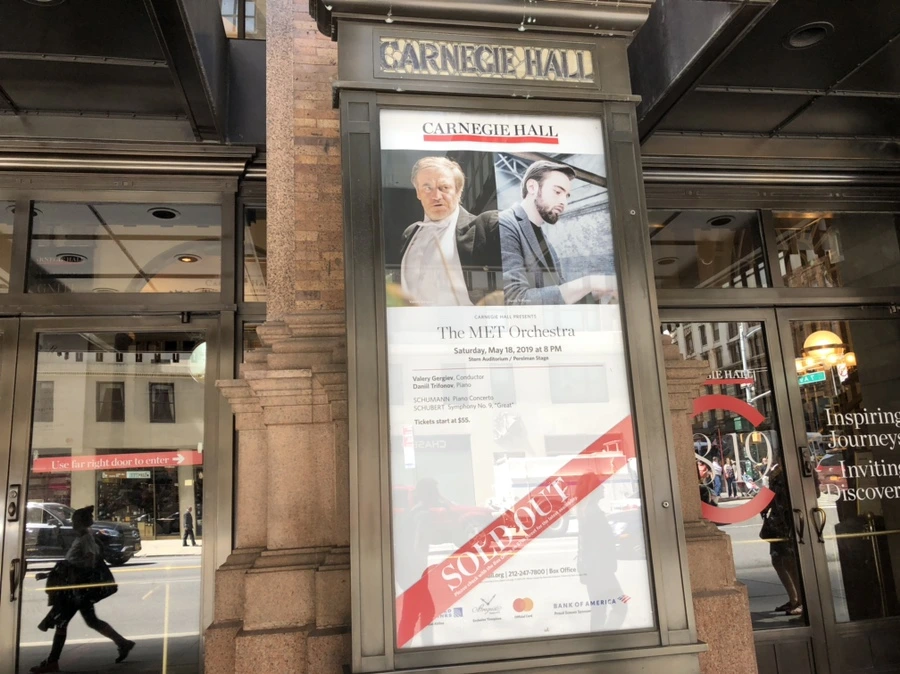 CARNEGIE HALL
CARNEGIE HALL
CARNEGIE HALL PRESENTS
The MET Orchestra
Saturday, May 18, 2019 at 8 PM
Stern Auditorium / Perelman Stage
Valery Gergiev, Conductor
Daniil Trifonov, Piano
SCHUMANN Piano Concerto
SCHUBERT Symphony No. 9, "Great"
Tickets start at $55.
SOLD OUT
.org | 212-247-7800 | Box Office
BANK OF AMERICA
Use far right door to enter
Inspiring
Journeys
Inviting
Discover